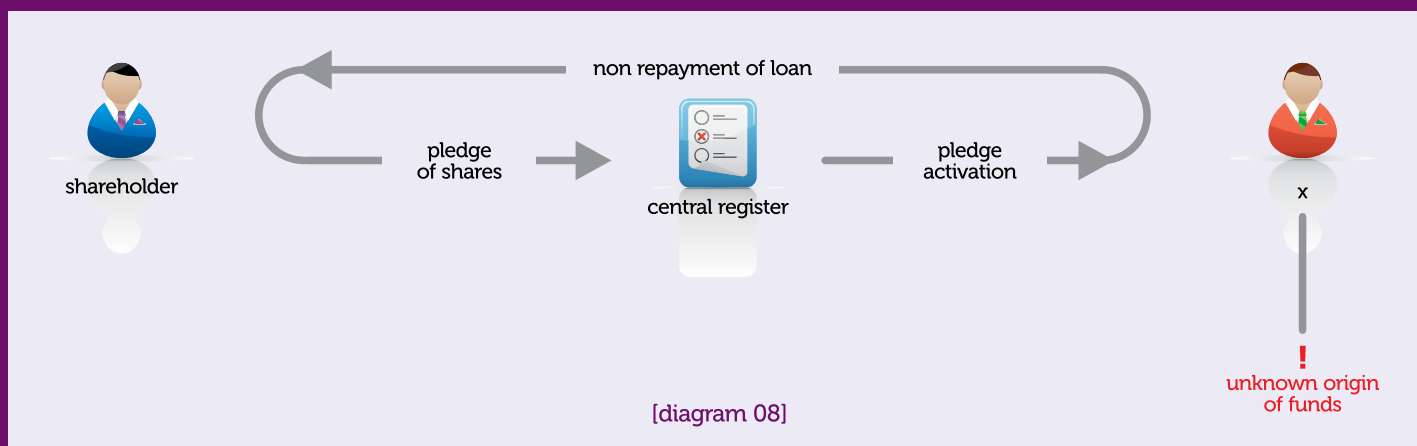 non repayment of loan
pledge
of shares
pledge
activation
shareholder
central register
x
!
unknown origin
of funds
[diagram 08]